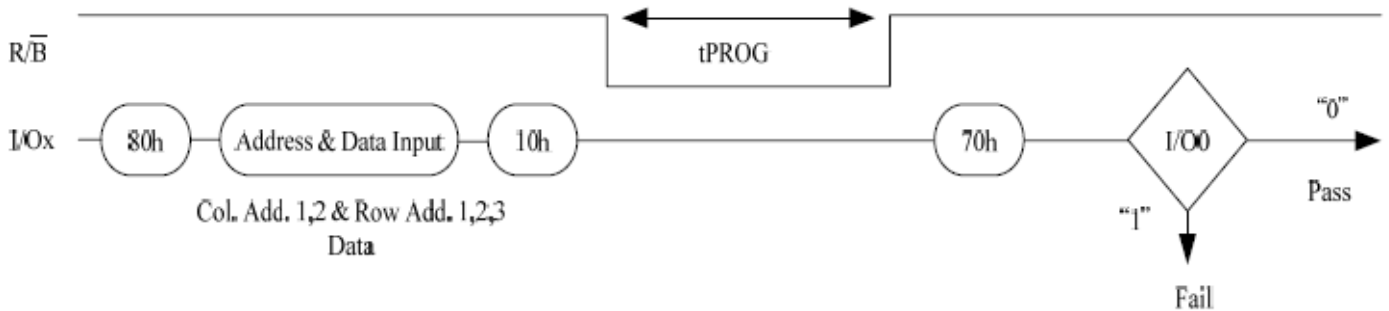 R/B̅
tPROG
I/Ox
80h
Address & Data Input
10h
70h
I/O0
"0"
Pass
Col. Add. 1,2 & Row Add. 1,2,3
Data
"1"
Fail